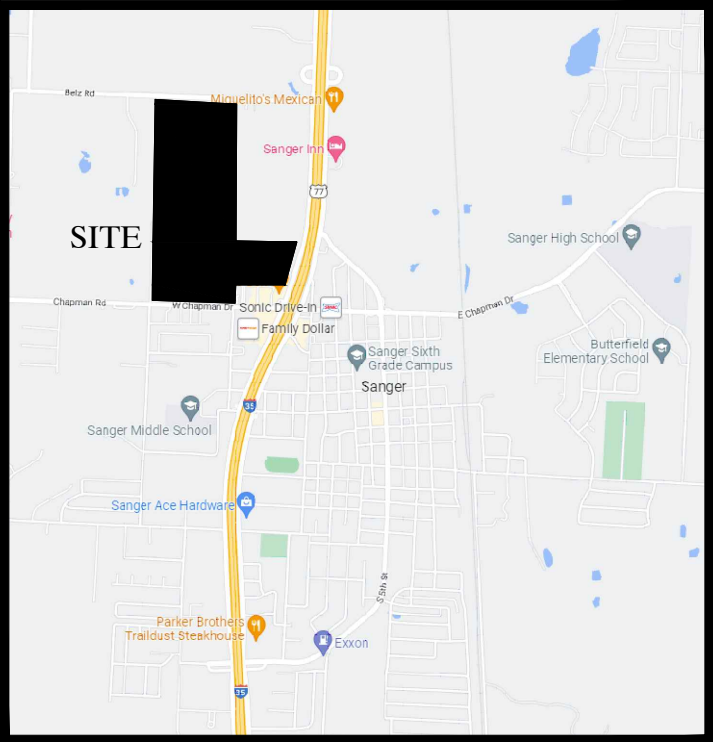 Belz Rd
Miguelito's Mexican
Sanger Inn
77
SITE
Sanger High School
Chapman Rd
W Chapman Dr
Sonic Drive-In
E Chapman Dr
Family Dollar
Sanger Sixth
Grade Campus
Butterfield
Elementary School
Sanger
35
Sanger Middle School
Sanger Ace Hardware
S 5th St
Parker Brothers
Traildust Steakhouse
Exxon
35